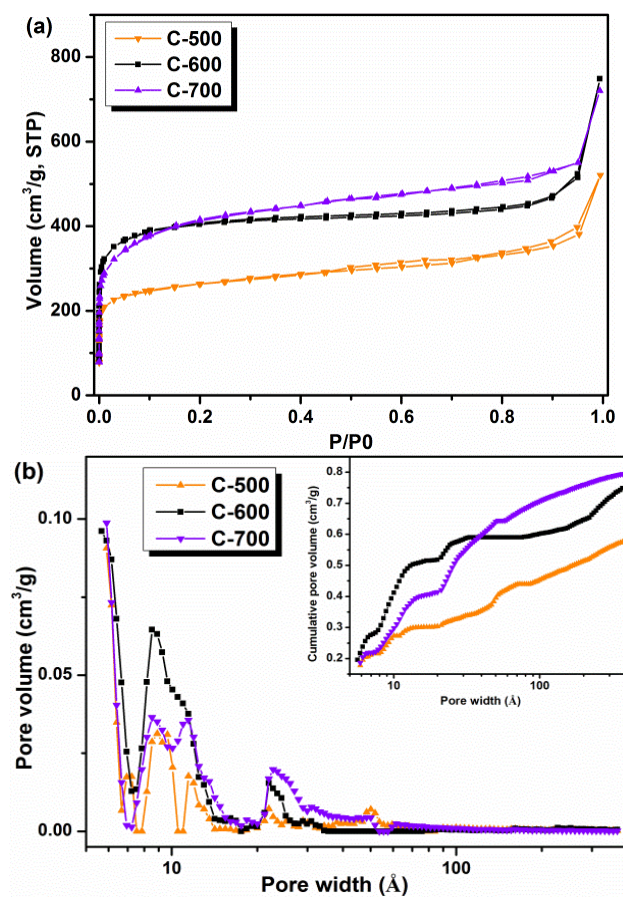 (a)
C-500
C-600
C-700
Volume (cm³/g, STP)
800
600
400
200
0
0.0 0.2 0.4 0.6 0.8 1.0
P/P0
(b)
C-500
C-600
C-700
Pore volume (cm³/g)
0.10
0.05
0.00
10 100
Pore width (Å)
Cumulative pore volume (cm³/g)
0.8
0.7
0.6
0.5
0.4
0.3
0.2
10 100
Pore width (Å)